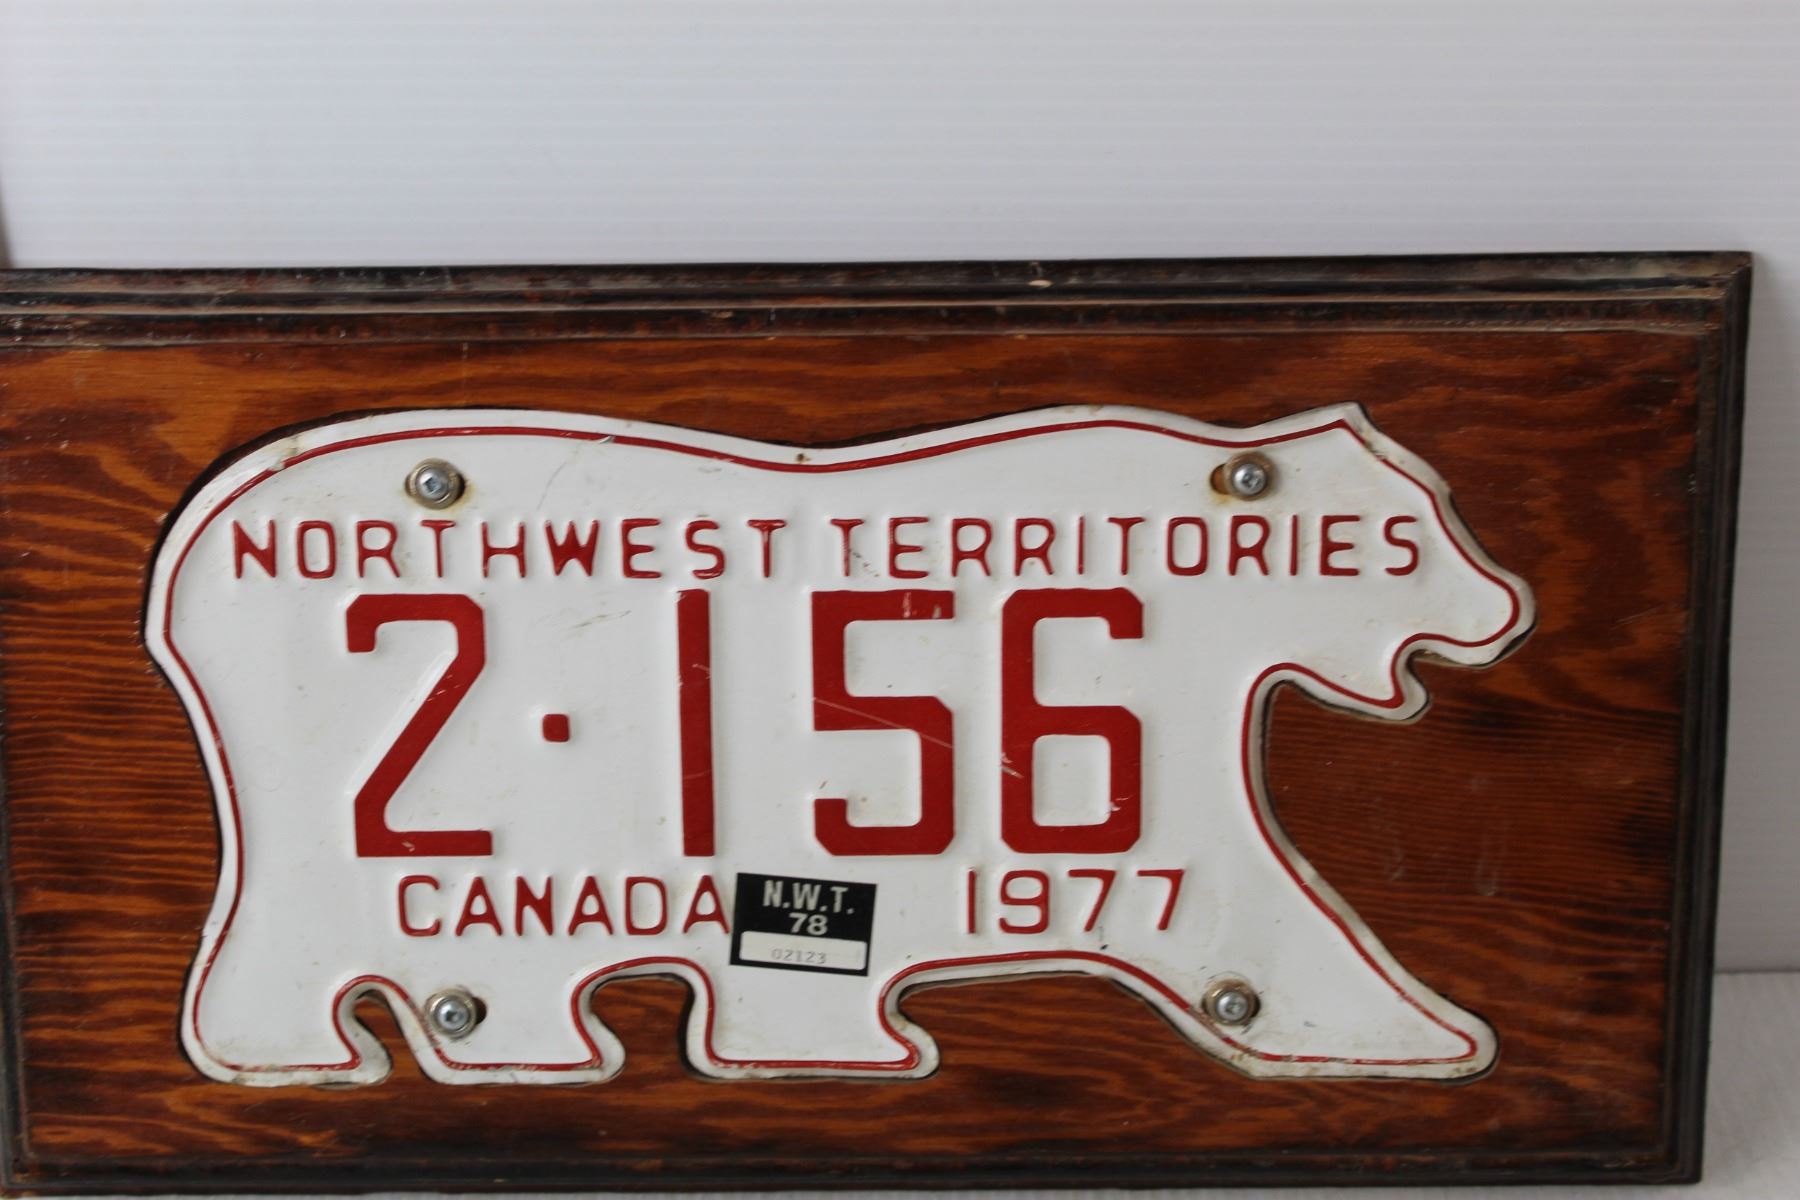 NORTHWEST TERRITORIES
2·156
CANADA 1977
N.W.T.
78
02123